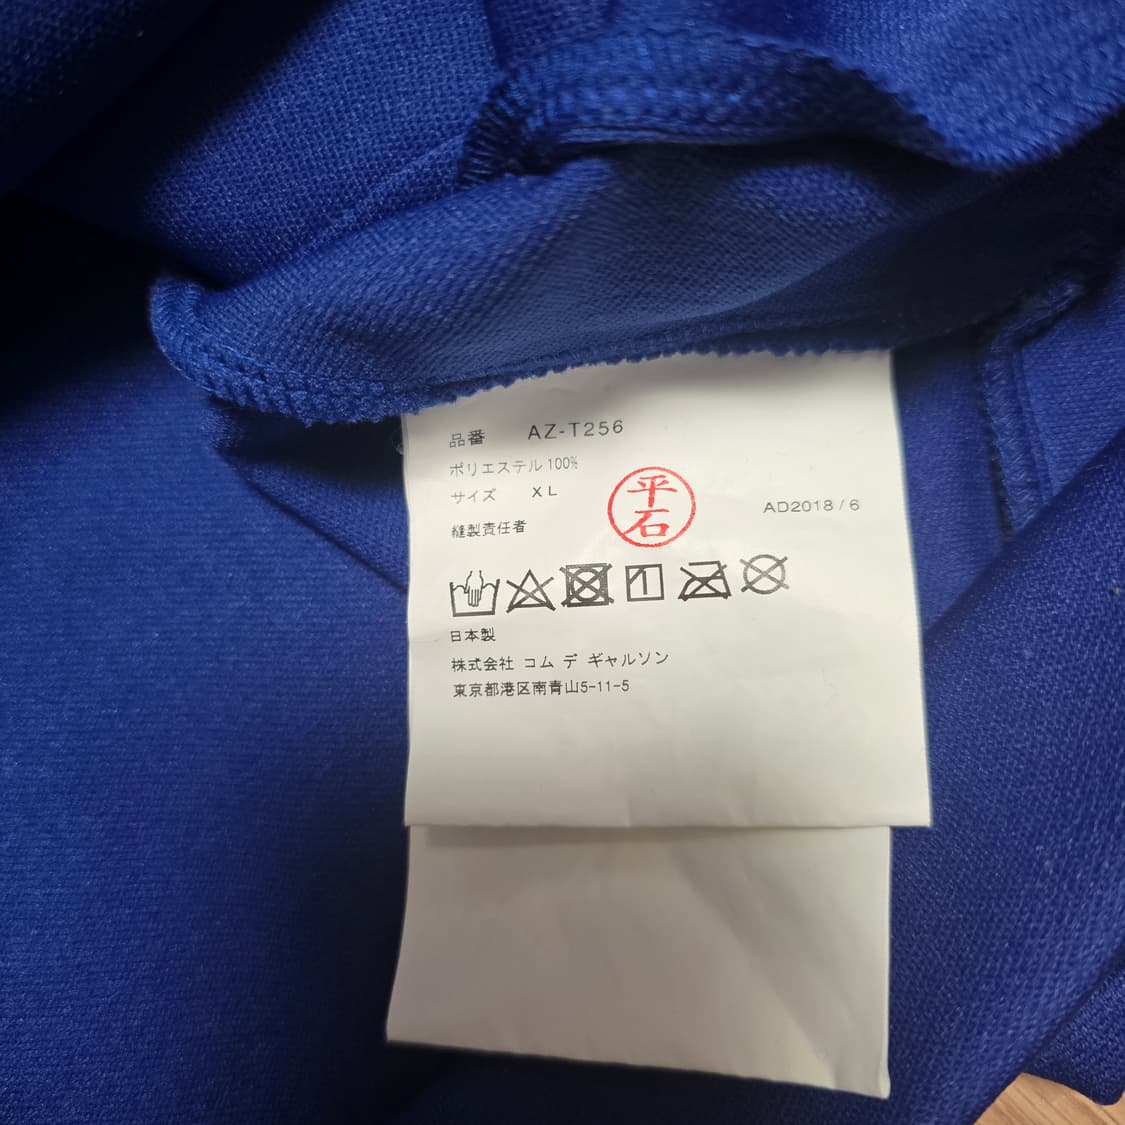 品番 AZ-T256
ポリエステル 100%
サイズ XL
平石
AD2018/6
縫製責任者
日本製
株式会社 コム デ ギャルソン
東京都港区南青山5-11-5